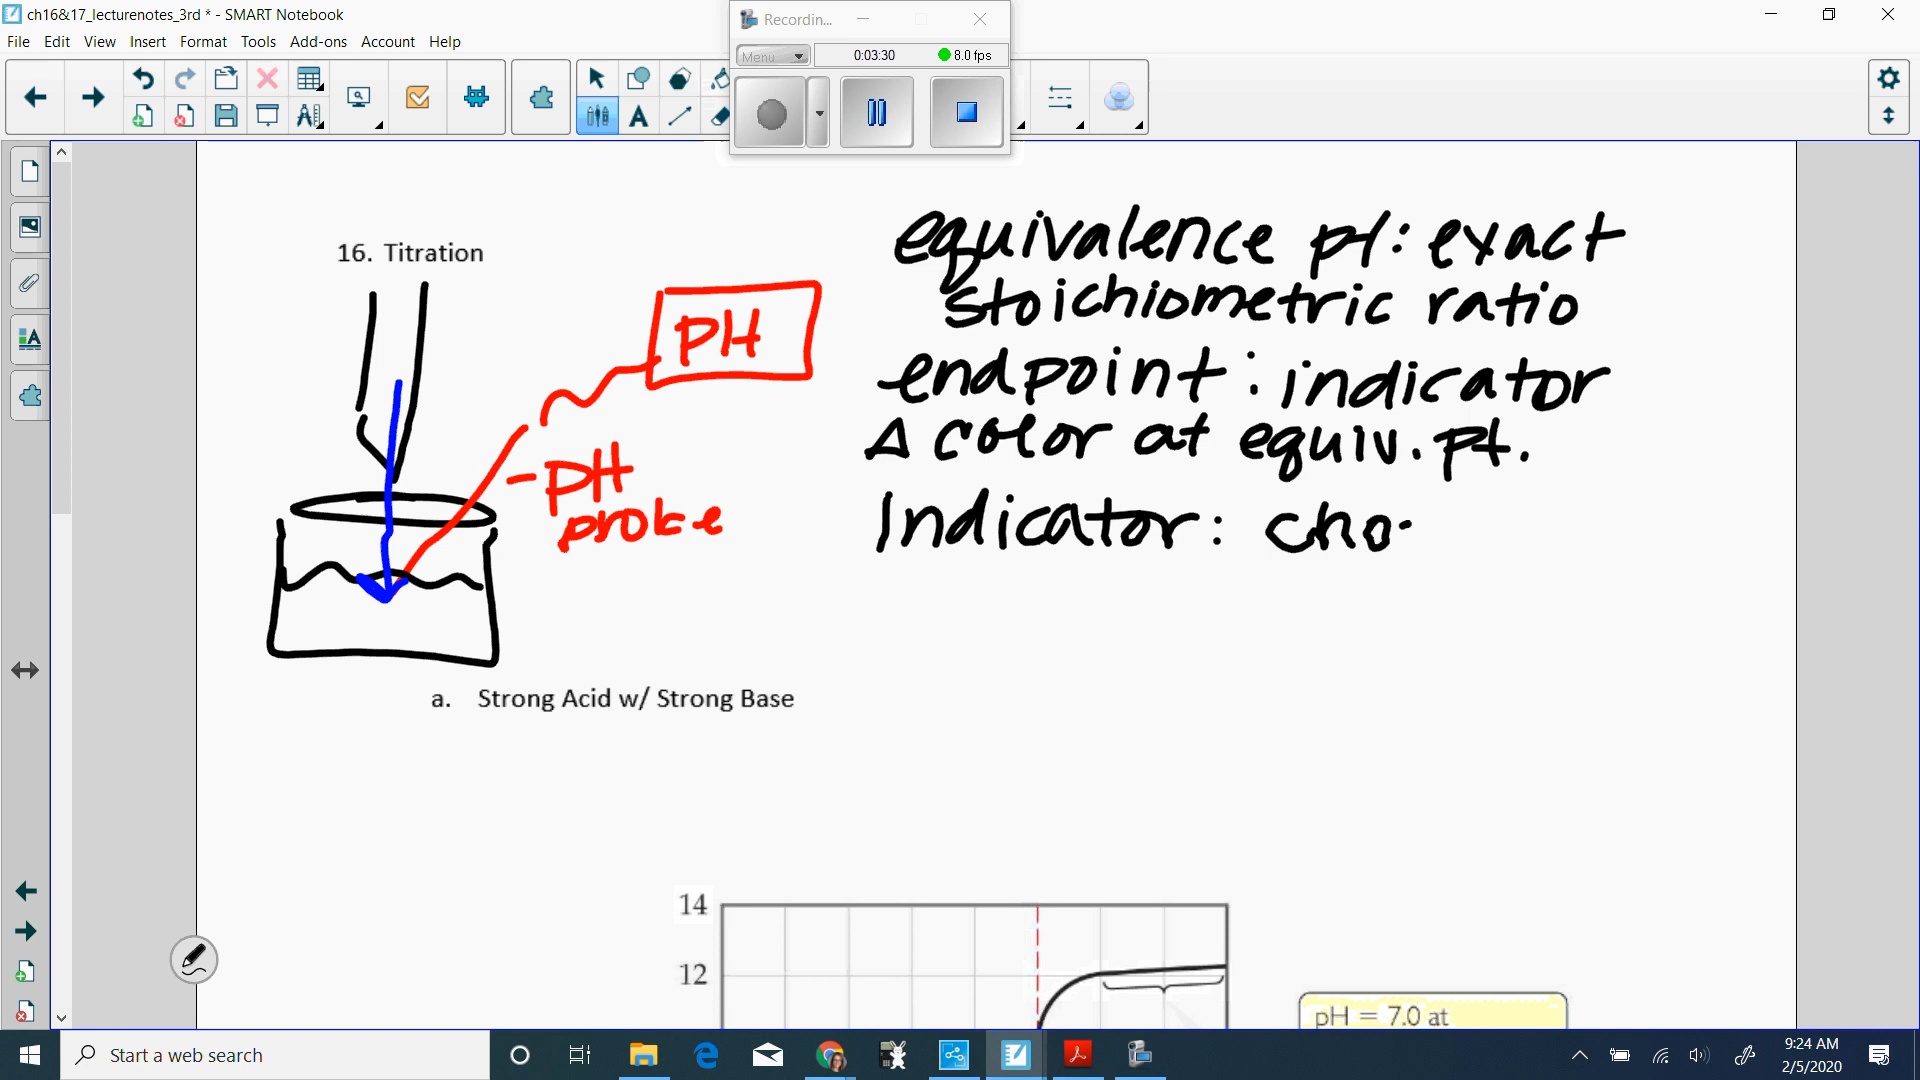 ch16&17_lecturenotes_3rd * - SMART Notebook
Recordin...
File Edit View Insert Format Tools Add-ons Account Help
Menu
0:03:30
8.0 fps
A
A
16. Titration
equivalence pt: exact
stoichiometric ratio
pH
endpoint: indicator
Δ color at equiv. pt.
- pH
probe
Indicator: cho
a. Strong Acid w/ Strong Base
14
12
pH = 7.0 at
Start a web search
9:24 AM
2/5/2020